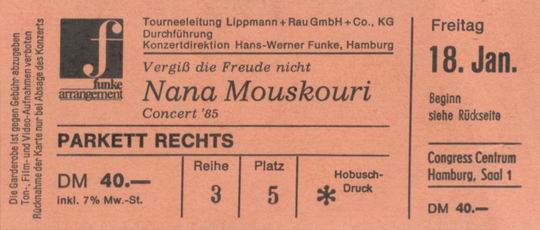 Die Garderobe ist gegen Gebühr abzugeben
Ton-, Film- und Video-Aufnahmen verboten
Rücknahme der Karte nur bei Absage des Konzerts
f
funke
arrangement
Tourneeleitung Lippmann + Rau GmbH + Co., KG
Durchführung
Konzertdirektion Hans-Werner Funke, Hamburg
Vergiß die Freude nicht
Nana Mouskouri
Concert '85
PARKETT RECHTS
DM 40.—
inkl. 7% Mw.-St.
Reihe
3
Platz
5
Hobusch-
Druck
*
Freitag
18. Jan.
Beginn
siehe Rückseite
Congress Centrum
Hamburg, Saal 1
DM 40.—